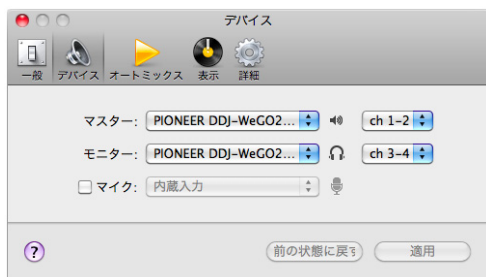 デバイス
一般 デバイス オートミックス 表示 詳細
マスター: PIONEER DDJ-WeGO2... ch 1-2
モニター: PIONEER DDJ-WeGO2... ch 3-4
マイク: 内蔵入力
? 前の状態に戻す 適用